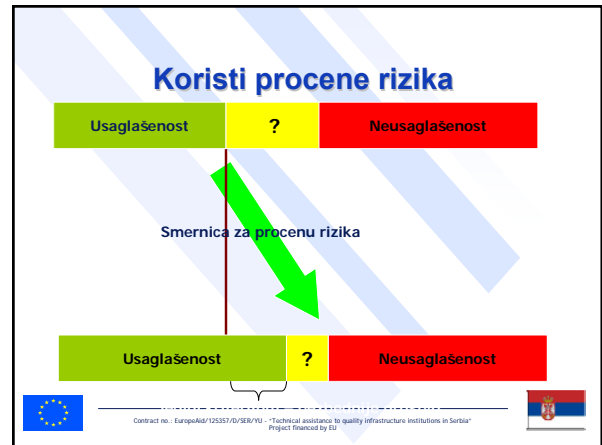 Koristi procene rizika
Usaglašenost ? Neusaglašenost
Smernica za procenu rizika
Usaglašenost ? Neusaglašenost
Contract no.: EuropeAid/125357/D/SER/YU - "Technical assistance to quality infrastructure institutions in Serbia"
Project financed by EU